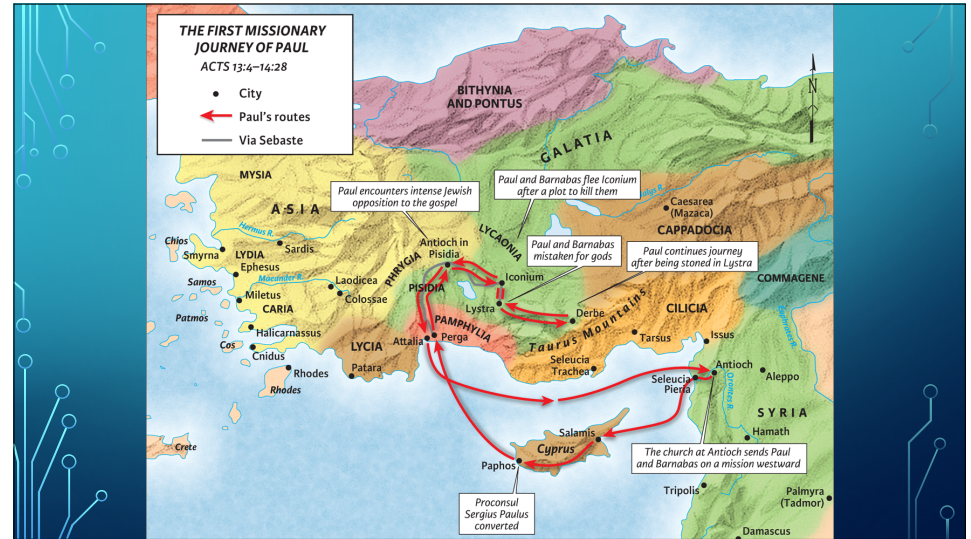 THE FIRST MISSIONARY
JOURNEY OF PAUL
ACTS 13:4–14:28
City
Paul's routes
Via Sebaste
N
BITHYNIA
AND PONTUS
GALATIA
MYSIA
ASIA
Paul encounters intense Jewish
opposition to the gospel
Paul and Barnabas flee Iconium
after a plot to kill them
Caesarea
(Mazaca)
CAPPADOCIA
Hermus R.
Chios
Smyrna
Sardis
LYDIA
Ephesus
Antioch in
Pisidia
LYCAONIA
Paul and Barnabas
mistaken for gods
Paul continues journey
after being stoned in Lystra
PHRYGIA
PISIDIA
Iconium
COMMAGENE
Samos
Maeander R.
Laodicea
Colossae
Miletus
CARIA
Patmos
Lystra
Derbe
Taurus Mountains
CILICIA
Euphrates R.
Halicarnassus
PAMPHYLIA
Attalia
Perga
Tarsus
Issus
Cos
Cnidus
LYCIA
Patara
Rhodes
Rhodes
Seleucia
Trachea
Seleucia
Pieria
Antioch
Orontes R.
Aleppo
SYRIA
Crete
Salamis
Cyprus
Paphos
Hamath
The church at Antioch sends Paul
and Barnabas on a mission westward
Proconsul
Sergius Paulus
converted
Tripolis
Palmyra
(Tadmor)
Damascus